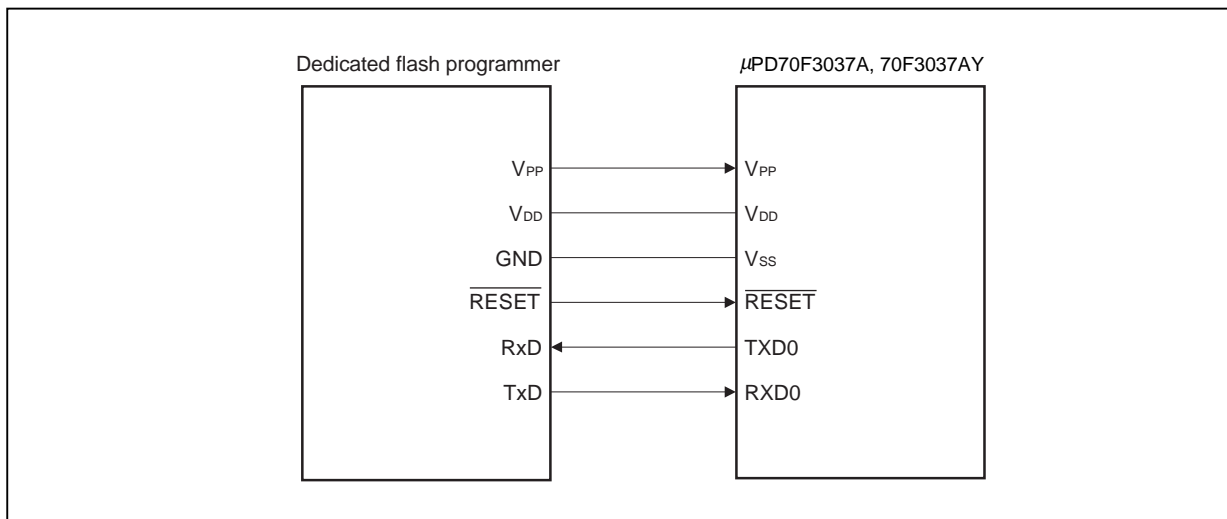 Dedicated flash programmer
μPD70F3037A, 70F3037AY
VPP
VPP
VDD
VDD
GND
VSS
RESET
RESET
RxD
TXD0
TxD
RXD0